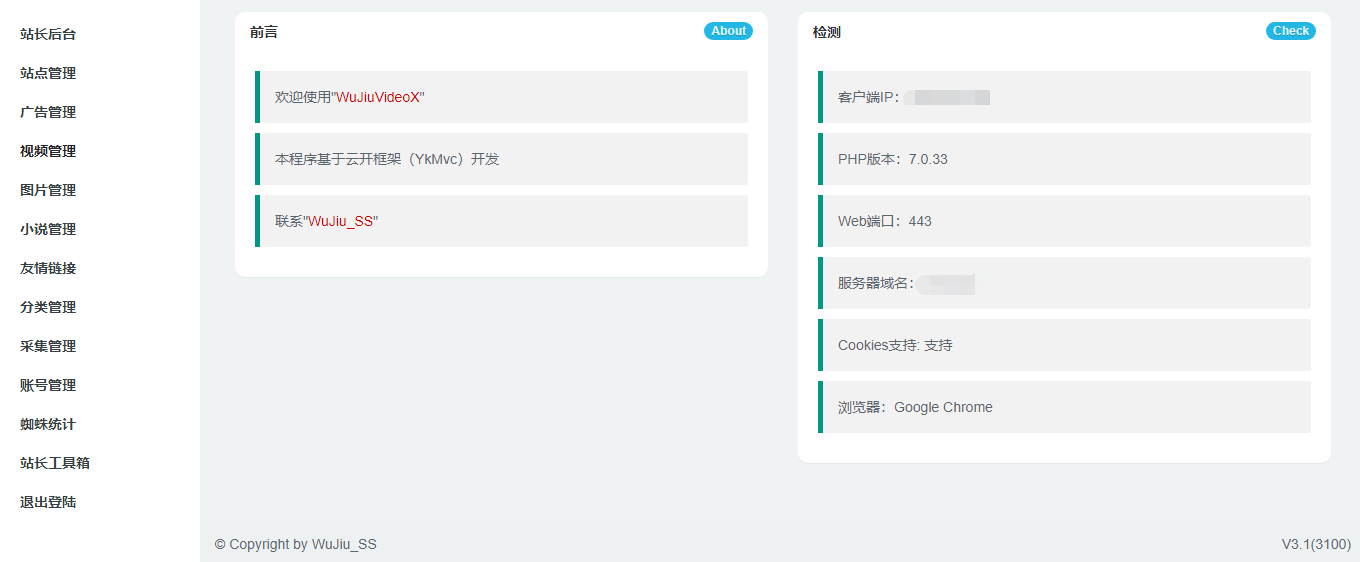 站长后台
站点管理
广告管理
视频管理
图片管理
小说管理
友情链接
分类管理
采集管理
账号管理
蜘蛛统计
站长工具箱
退出登陆
前言 About
欢迎使用"WuJiuVideoX"
本程序基于云开框架（YkMvc）开发
联系"WuJiu_SS"
检测 Check
客户端IP：
PHP版本：7.0.33
Web端口：443
服务器域名：
Cookies支持: 支持
浏览器：Google Chrome
© Copyright by WuJiu_SS V3.1(3100)